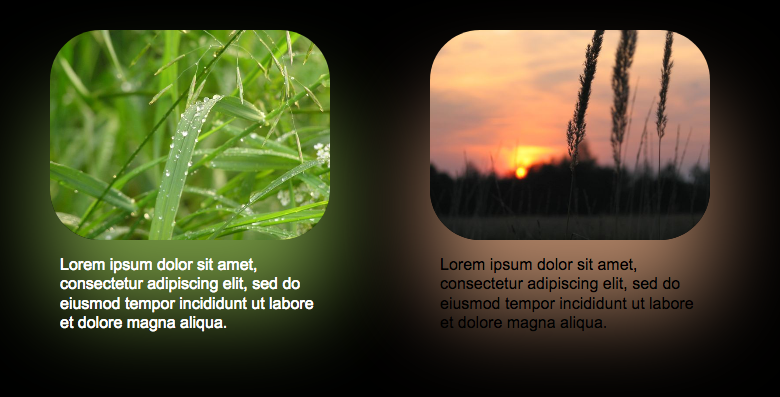 Lorem ipsum dolor sit amet,
consectetur adipiscing elit, sed do
eiusmod tempor incididunt ut labore
et dolore magna aliqua.
Lorem ipsum dolor sit amet,
consectetur adipiscing elit, sed do
eiusmod tempor incididunt ut labore
et dolore magna aliqua.